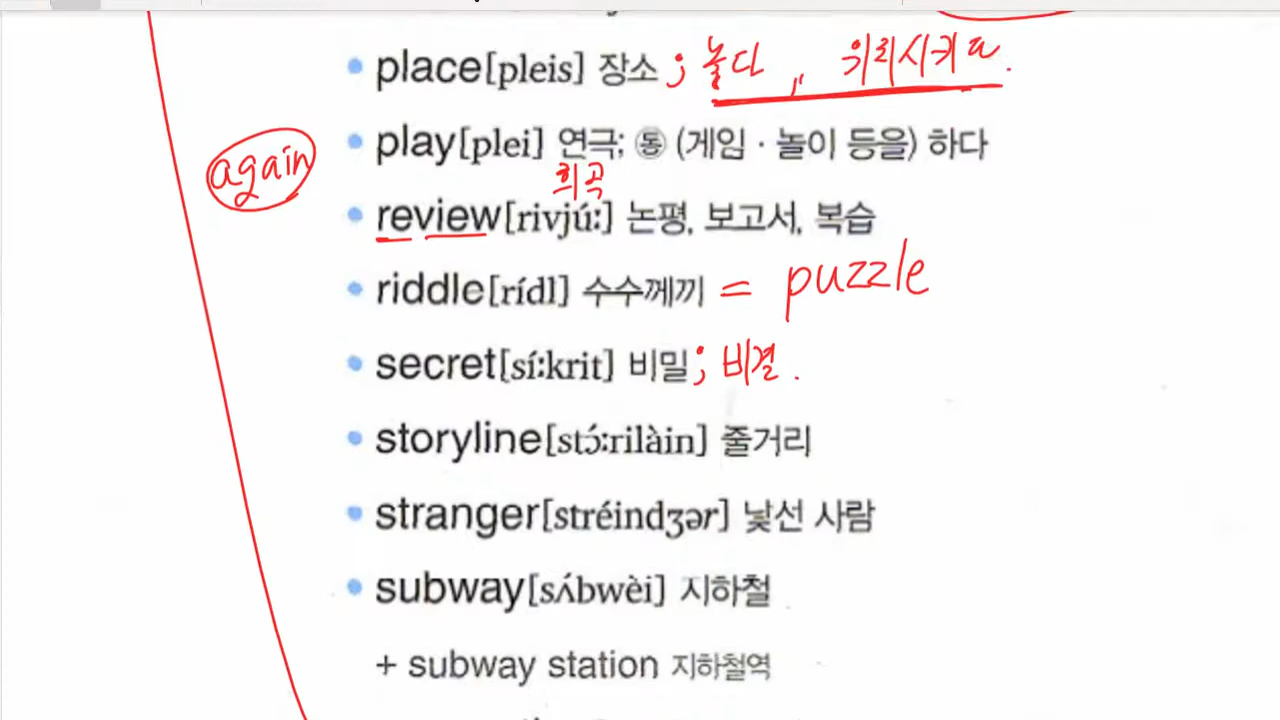 place[pleis] 장소 ; 놓다 , 위치시키다.
play[plei] 연극; 통 (게임 · 놀이 등을) 하다
again
희곡
review[rivjú:] 논평, 보고서, 복습
riddle[rídl] 수수께끼 = puzzle
secret[sí:krit] 비밀 ; 비결.
storyline[stɔ́:rilàin] 줄거리
stranger[stréindʒər] 낯선 사람
subway[sʌ́bwèi] 지하철
+ subway station 지하철역